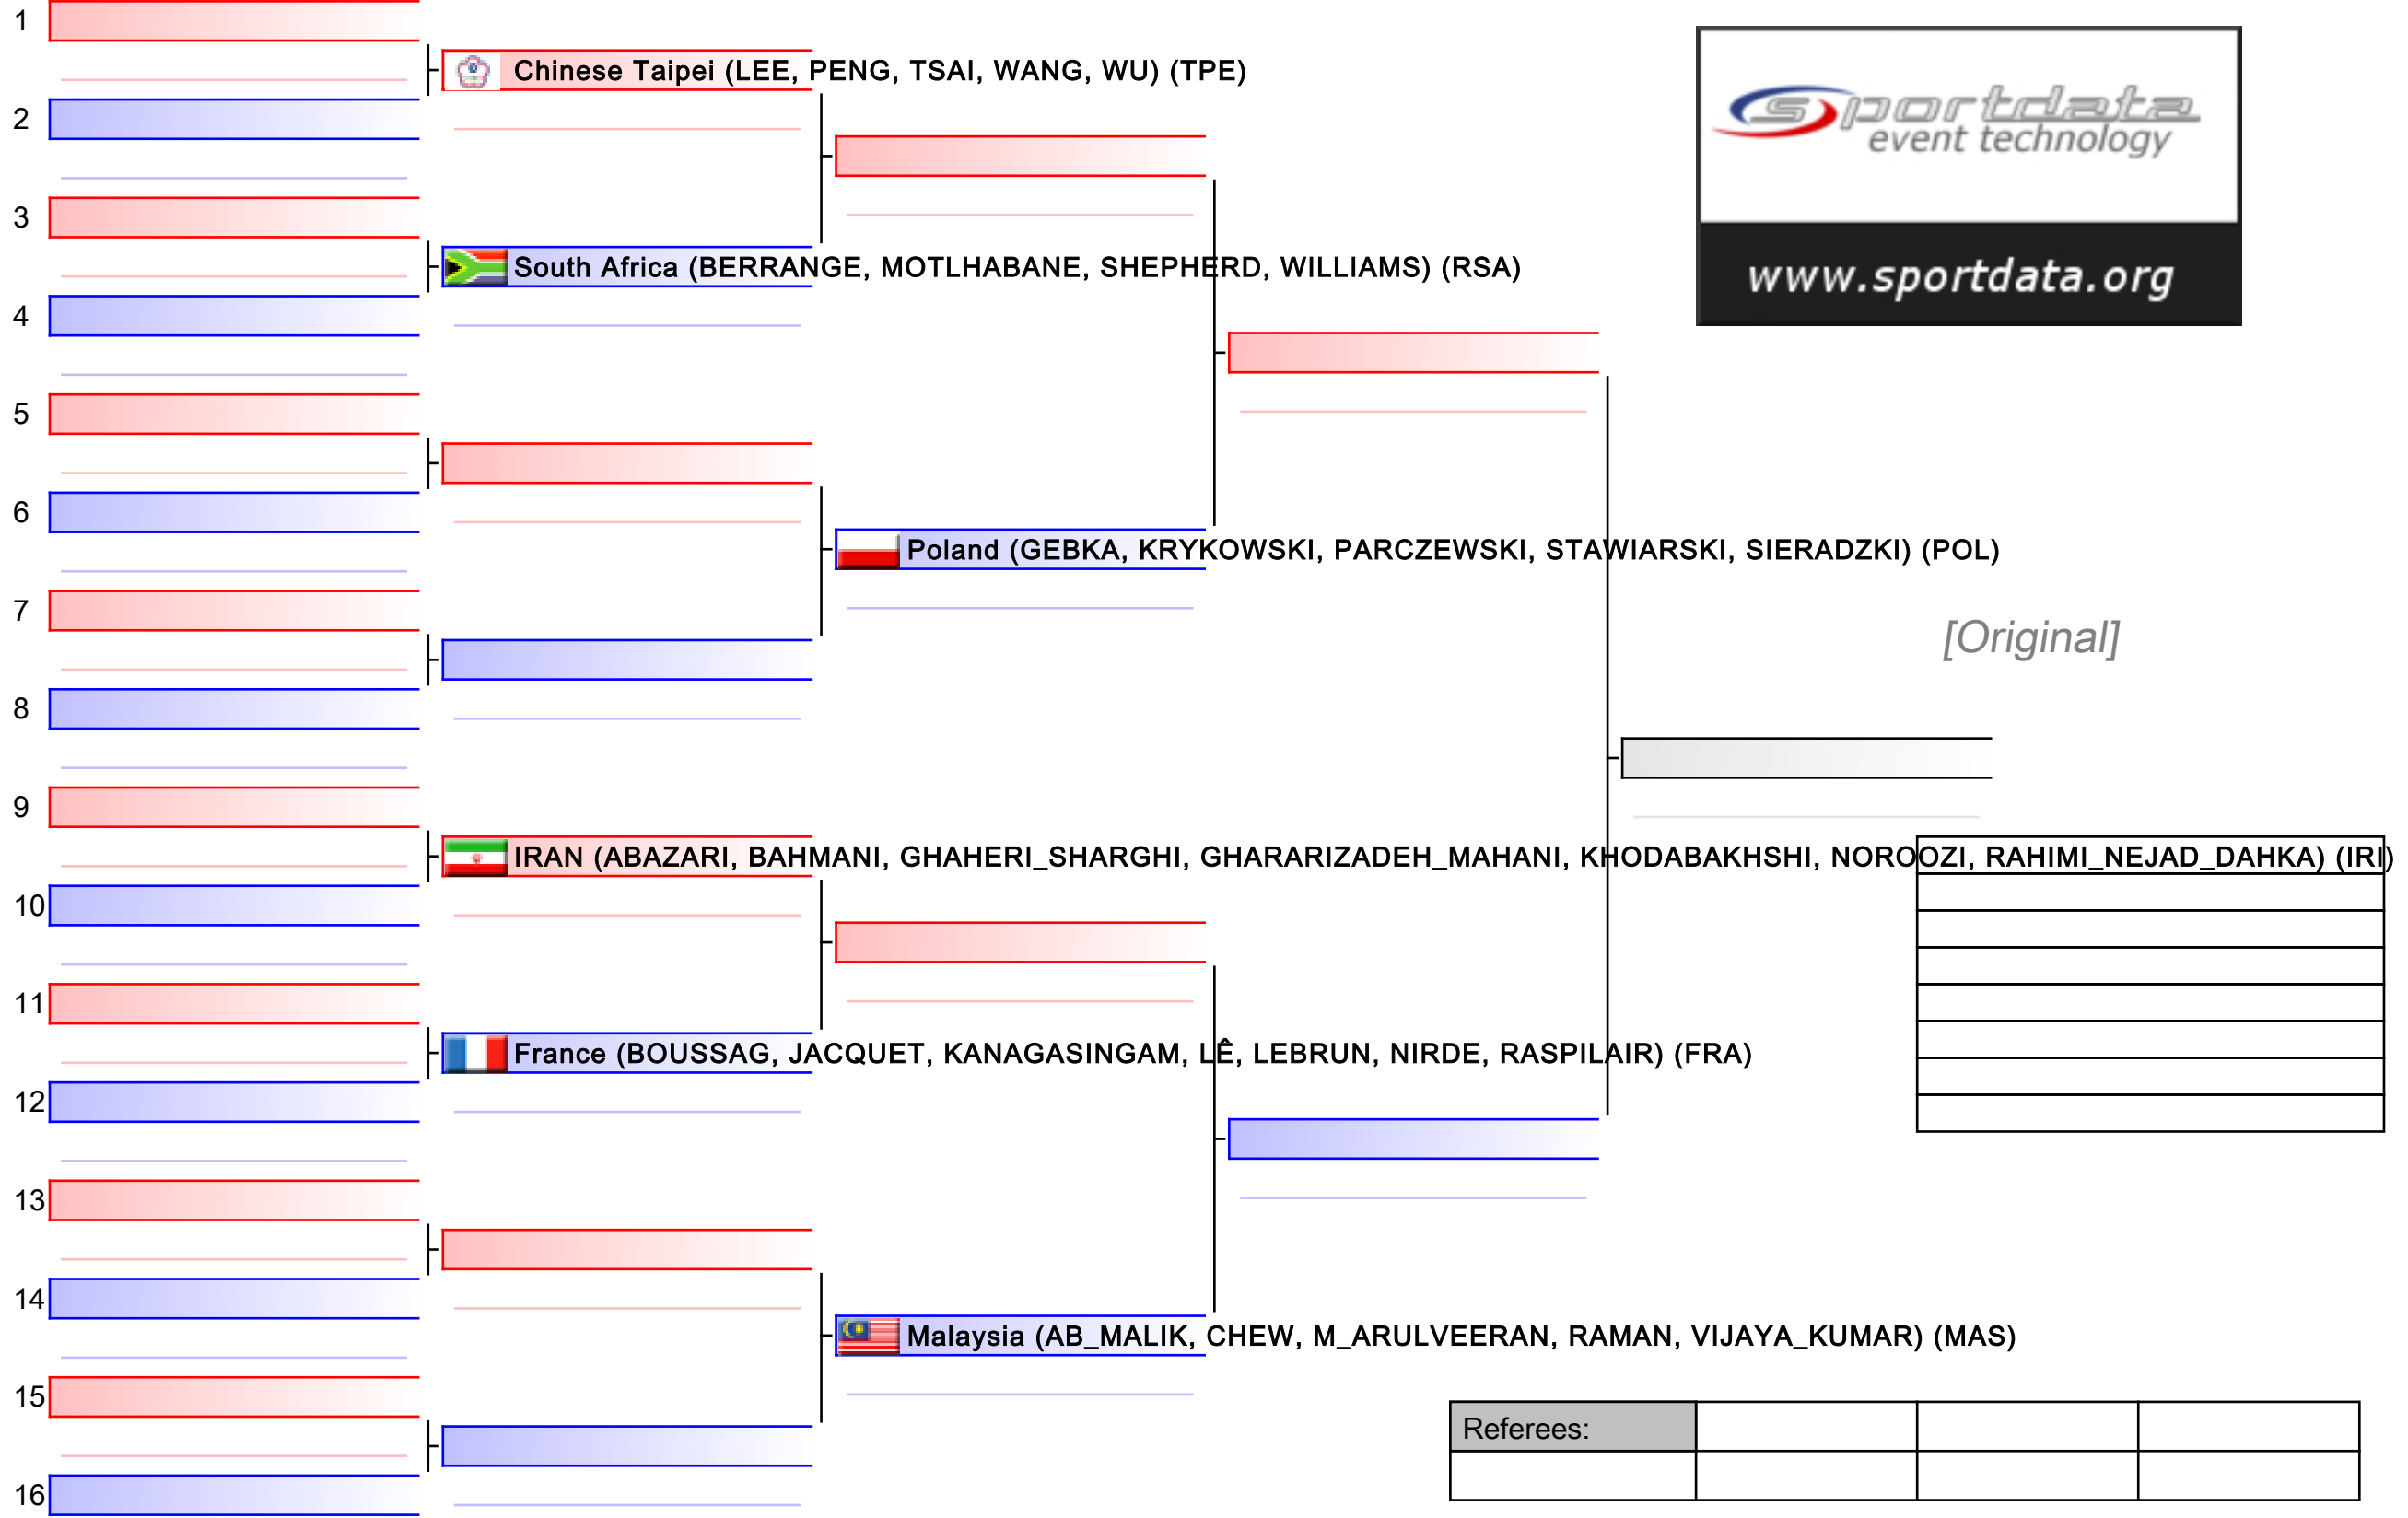 1
Chinese Taipei (LEE, PENG, TSAI, WANG, WU) (TPE)
2
sportdata
event technology
3
South Africa (BERRANGE, MOTLHABANE, SHEPHERD, WILLIAMS) (RSA)
www.sportdata.org
4
5
6
Poland (GEBKA, KRYKOWSKI, PARCZEWSKI, STAWIARSKI, SIERADZKI) (POL)
7
[Original]
8
9
IRAN (ABAZARI, BAHMANI, GHAHERI_SHARGHI, GHARARIZADEH_MAHANI, KHODABAKHSHI, NOROOZI, RAHIMI_NEJAD_DAHKA) (IRI)
10
11
France (BOUSSAG, JACQUET, KANAGASINGAM, LÊ, LEBRUN, NIRDE, RASPILAIR) (FRA)
12
13
14
Malaysia (AB_MALIK, CHEW, M_ARULVEERAN, RAMAN, VIJAYA_KUMAR) (MAS)
15
Referees:
16